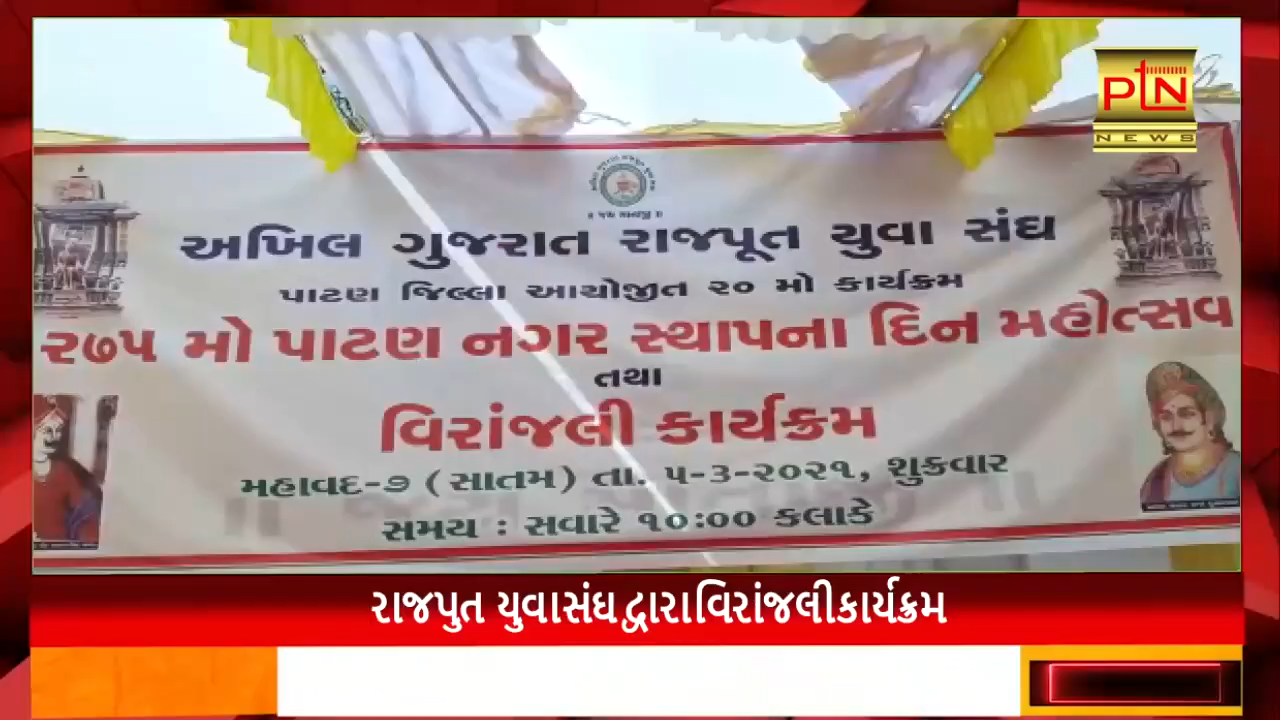 PTN
NEWS
॥ જય માતાજી ॥
અખિલ ગુજરાત રાજપૂત યુવા સંઘ
પાટણ જિલ્લા આયોજીત ૨૦ મો કાર્યક્રમ
૨૭૫ મો પાટણ નગર સ્થાપના દિન મહોત્સવ
તથા
વિરાંજલી કાર્યક્રમ
મહાવદ-૭ (સાતમ) તા. ૫-૩-૨૦૨૧, શુક્રવાર
સમય : સવારે ૧૦:૦૦ કલાકે
રાજપુત યુવાસંઘ દ્વારા વિરાંજલીકાર્યક્રમ